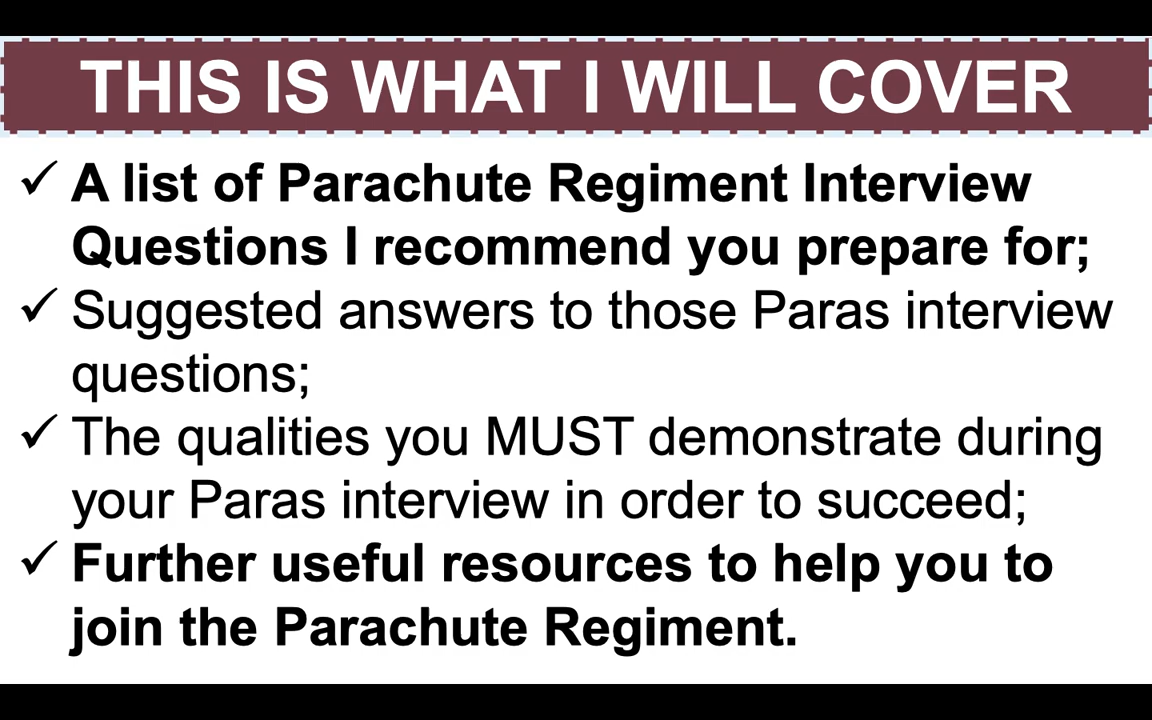 THIS IS WHAT I WILL COVER
✓ A list of Parachute Regiment Interview
Questions I recommend you prepare for;
✓ Suggested answers to those Paras interview
questions;
✓ The qualities you MUST demonstrate during
your Paras interview in order to succeed;
✓ Further useful resources to help you to
join the Parachute Regiment.